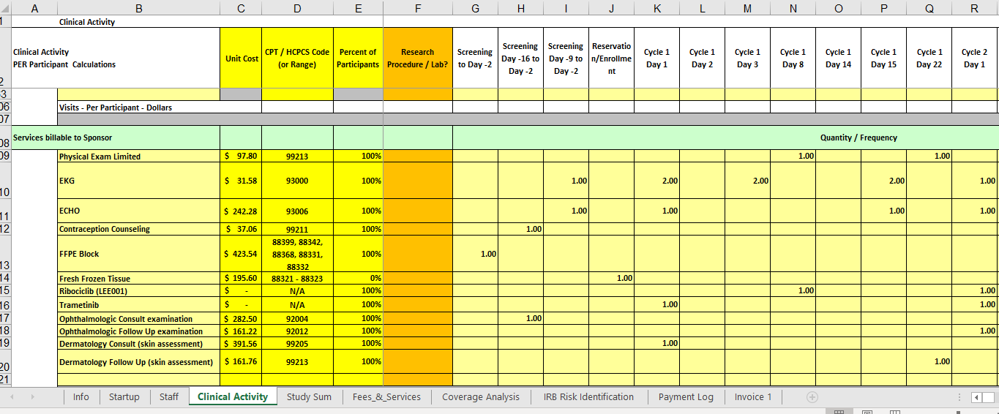 A B C D E F G H I J K L M N O P Q R
1 Clinical Activity
2 Clinical Activity PER Participant Calculations Unit Cost CPT / HCPCS Code (or Range) Percent of Participants Research Procedure / Lab? Screening to Day -2 Screening Day -16 to Day -2 Screening Day -9 to Day -2 Reservatio n/Enrollme nt Cycle 1 Day 1 Cycle 1 Day 2 Cycle 1 Day 3 Cycle 1 Day 8 Cycle 1 Day 14 Cycle 1 Day 15 Cycle 1 Day 22 Cycle 2 Day 1
3
06 Visits - Per Participant - Dollars
07
08 Services billable to Sponsor Quantity / Frequency
09 Physical Exam Limited $ 97.80 99213 100% 1.00 1.00
10 EKG $ 31.58 93000 100% 1.00 2.00 2.00 2.00 1.00
11 ECHO $ 242.28 93006 100% 1.00 1.00 1.00 1.00
12 Contraception Counseling $ 37.06 99211 100% 1.00
13 FFPE Block $ 423.54 88399, 88342, 88368, 88331, 88332 100% 1.00
14 Fresh Frozen Tissue $ 195.60 88321 - 88323 0% 1.00
15 Ribociclib (LEE001) $ - N/A 100% 1.00 1.00
16 Trametinib $ - N/A 100% 1.00 1.00
17 Ophthalmologic Consult examination $ 282.50 92004 100% 1.00
18 Ophthalmologic Follow Up examination $ 161.22 92012 100% 1.00
19 Dermatology Consult (skin assessment) $ 391.56 99205 100% 1.00
20 Dermatology Follow Up (skin assessment) $ 161.76 99213 100% 1.00
21
Info Startup Staff Clinical Activity Study Sum Fees_&_Services Coverage Analysis IRB Risk Identification Payment Log Invoice 1